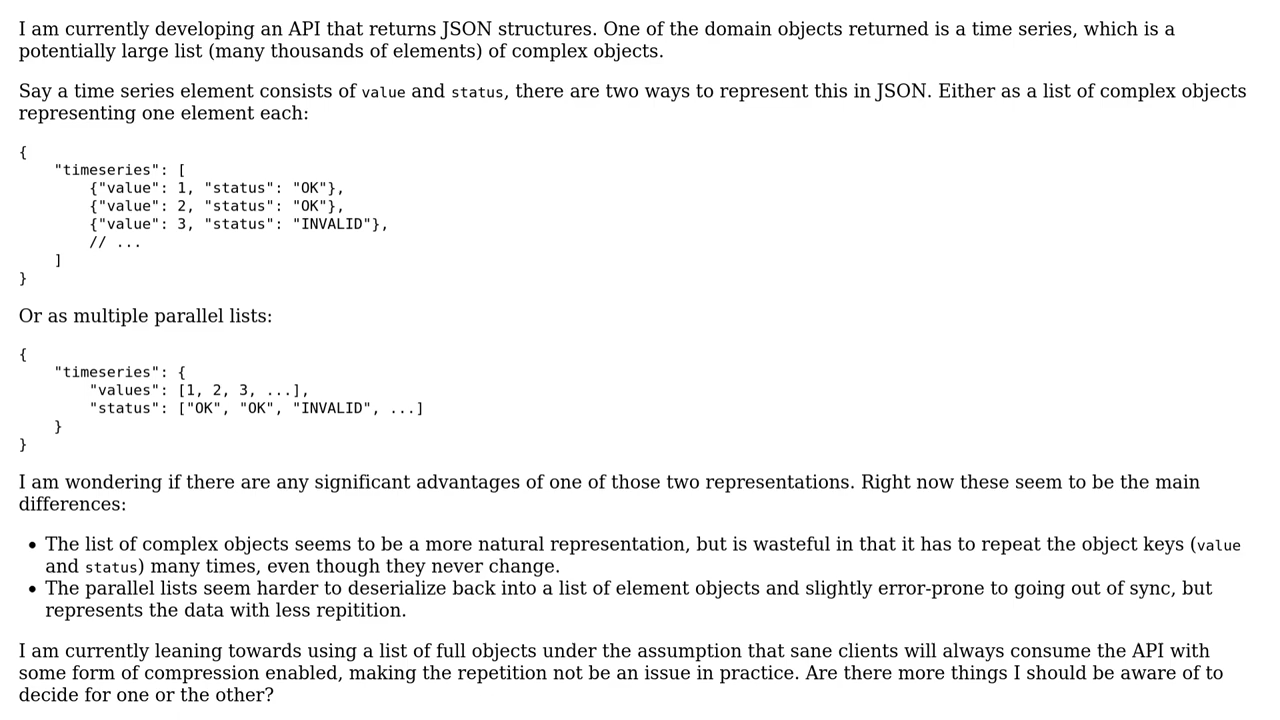 I am currently developing an API that returns JSON structures. One of the domain objects returned is a time series, which is a
potentially large list (many thousands of elements) of complex objects.
Say a time series element consists of value and status, there are two ways to represent this in JSON. Either as a list of complex objects
representing one element each:
{
    "timeseries": [
        {"value": 1, "status": "OK"},
        {"value": 2, "status": "OK"},
        {"value": 3, "status": "INVALID"},
        // ...
    ]
}
Or as multiple parallel lists:
{
    "timeseries": {
        "values": [1, 2, 3, ...],
        "status": ["OK", "OK", "INVALID", ...]
    }
}
I am wondering if there are any significant advantages of one of those two representations. Right now these seem to be the main
differences:
• The list of complex objects seems to be a more natural representation, but is wasteful in that it has to repeat the object keys (value
and status) many times, even though they never change.
• The parallel lists seem harder to deserialize back into a list of element objects and slightly error-prone to going out of sync, but
represents the data with less repitition.
I am currently leaning towards using a list of full objects under the assumption that sane clients will always consume the API with
some form of compression enabled, making the repetition not be an issue in practice. Are there more things I should be aware of to
decide for one or the other?